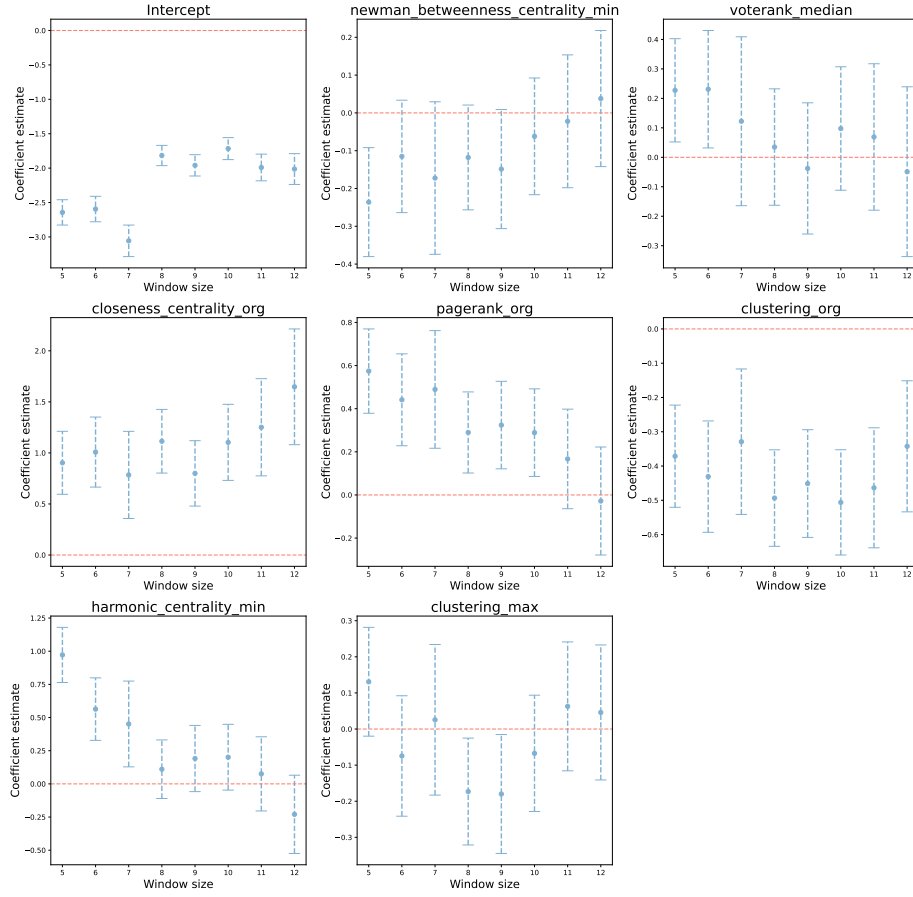 Intercept
newman_betweenness_centrality_min
voterank_median
0.0
−0.5
−1.0
−1.5
−2.0
−2.5
−3.0
Coefficient estimate
5 6 7 8 9 10 11 12
Window size
0.2
0.1
0.0
−0.1
−0.2
−0.3
−0.4
Coefficient estimate
5 6 7 8 9 10 11 12
Window size
0.4
0.3
0.2
0.1
0.0
−0.1
−0.2
−0.3
Coefficient estimate
5 6 7 8 9 10 11 12
Window size
closeness_centrality_org
pagerank_org
clustering_org
2.0
1.5
1.0
0.5
0.0
Coefficient estimate
5 6 7 8 9 10 11 12
Window size
0.8
0.6
0.4
0.2
0.0
−0.2
Coefficient estimate
5 6 7 8 9 10 11 12
Window size
0.0
−0.1
−0.2
−0.3
−0.4
−0.5
−0.6
Coefficient estimate
5 6 7 8 9 10 11 12
Window size
harmonic_centrality_min
clustering_max
1.25
1.00
0.75
0.50
0.25
0.00
−0.25
−0.50
Coefficient estimate
5 6 7 8 9 10 11 12
Window size
0.3
0.2
0.1
0.0
−0.1
−0.2
−0.3
Coefficient estimate
5 6 7 8 9 10 11 12
Window size